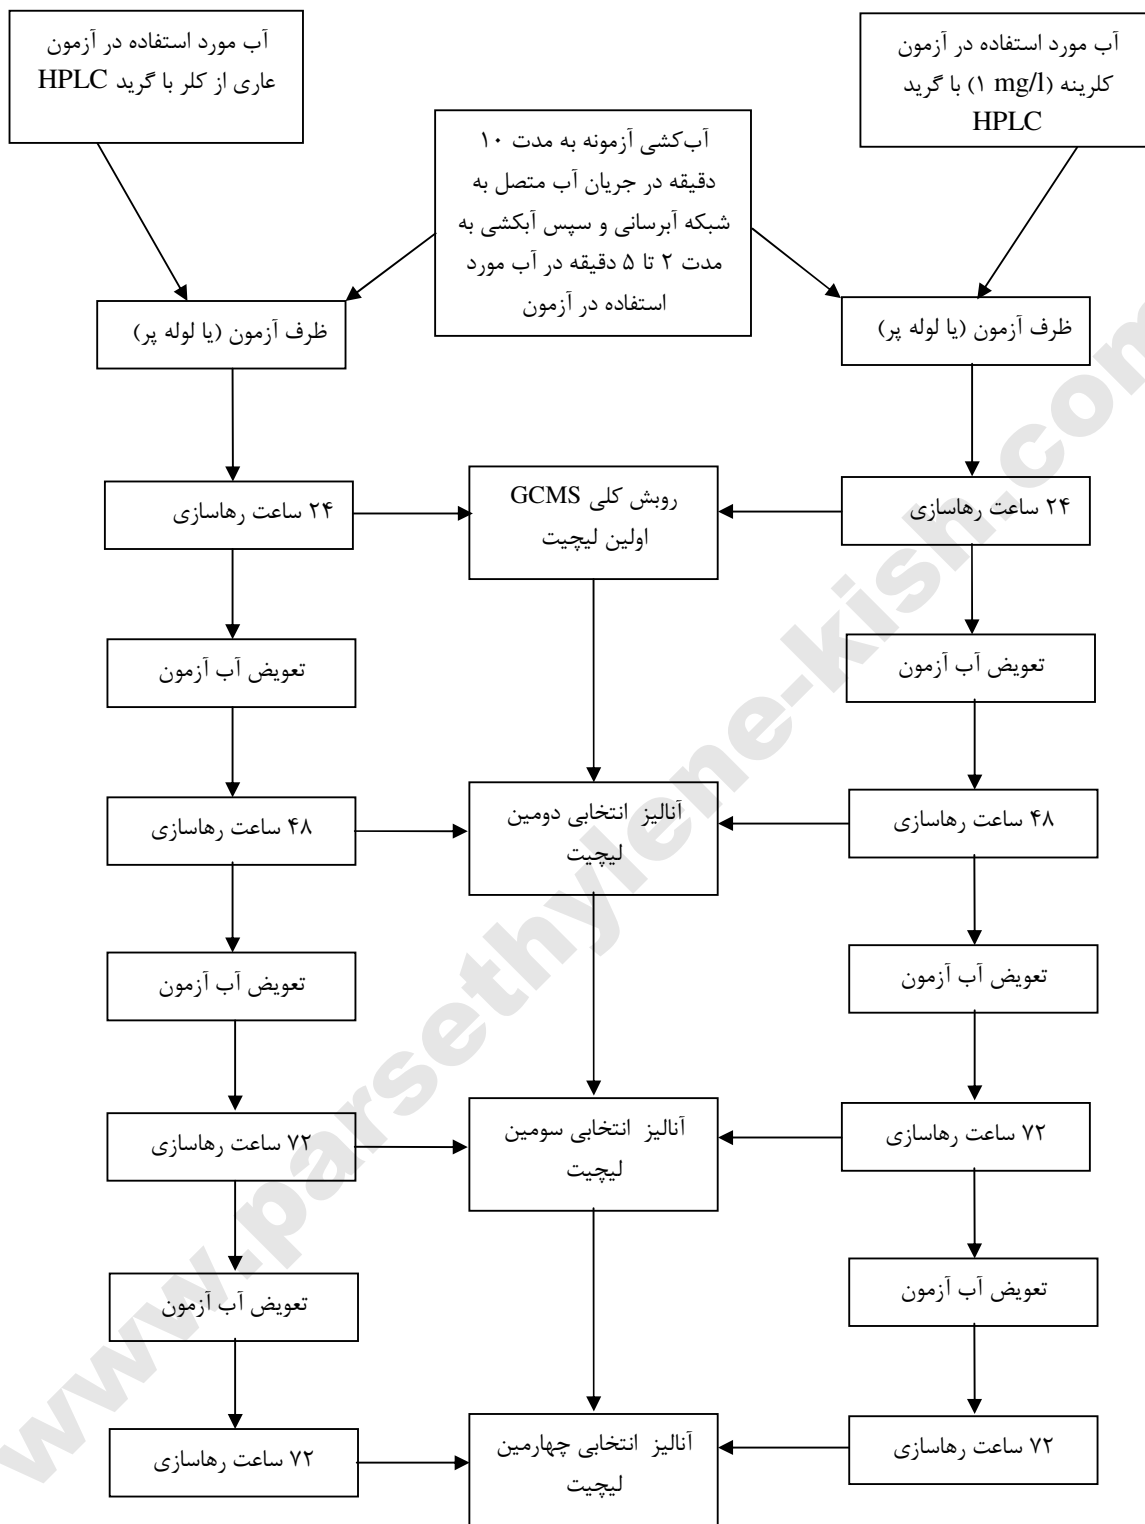 آب مورد استفاده در آزمون
کلرینه (۱ mg/l) با گرید
HPLC
آب مورد استفاده در آزمون
عاری از کلر با گرید HPLC
آب‌کشی آزمونه به مدت ۱۰
دقیقه در جریان آب متصل به
شبکه آبرسانی و سپس آبکشی به
مدت ۲ تا ۵ دقیقه در آب مورد
استفاده در آزمون
ظرف آزمون (یا لوله پر)
ظرف آزمون (یا لوله پر)
۲۴ ساعت رهاسازی
روبش کلی GCMS
اولین لیچیت
۲۴ ساعت رهاسازی
تعویض آب آزمون
تعویض آب آزمون
۴۸ ساعت رهاسازی
آنالیز انتخابی دومین
لیچیت
۴۸ ساعت رهاسازی
تعویض آب آزمون
تعویض آب آزمون
۷۲ ساعت رهاسازی
آنالیز انتخابی سومین
لیچیت
۷۲ ساعت رهاسازی
تعویض آب آزمون
تعویض آب آزمون
۷۲ ساعت رهاسازی
آنالیز انتخابی چهارمین
لیچیت
۷۲ ساعت رهاسازی
www.parsethylene-kish.com